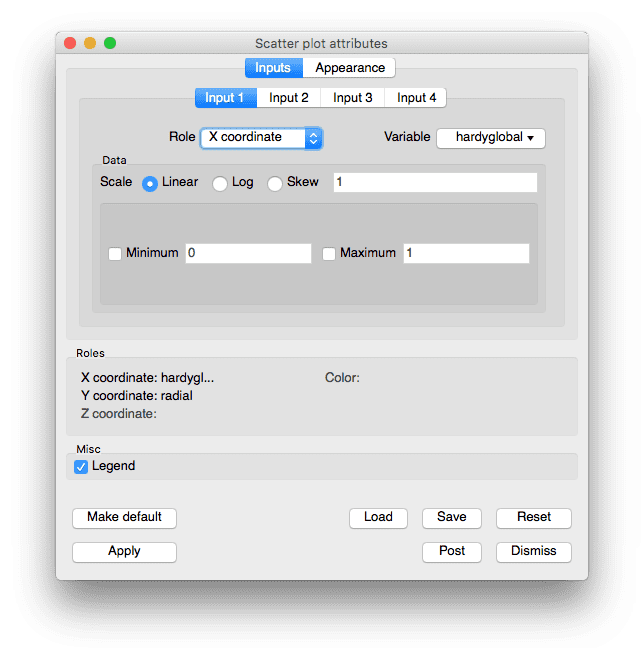 Scatter plot attributes
Inputs Appearance
Input 1 Input 2 Input 3 Input 4
Role X coordinate Variable hardyglobal
Data
Scale Linear Log Skew 1
Minimum 0 Maximum 1
Roles
X coordinate: hardygl... Color:
Y coordinate: radial
Z coordinate:
Misc
Legend
Make default Load Save Reset
Apply Post Dismiss